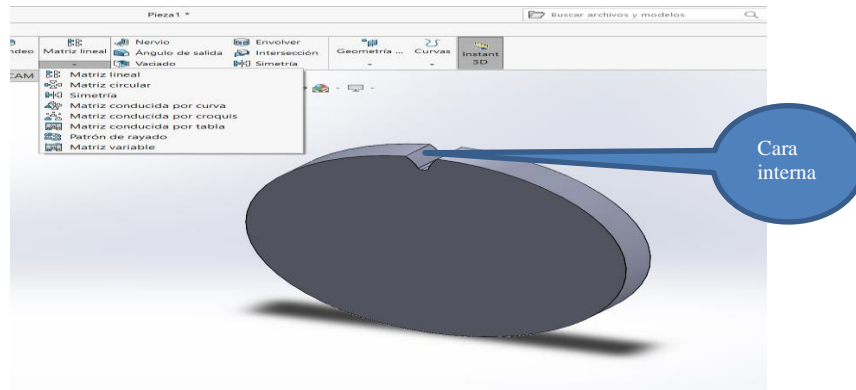 Pieza1 *
Buscar archivos y modelos
Matriz lineal
Nervio
Ángulo de salida
Vaciado
Envolver
Intersección
Simetría
Geometría ...
Curvas
Instant
3D
CAM
Matriz lineal
Matriz circular
Simetría
Matriz conducida por curva
Matriz conducida por croquis
Matriz conducida por tabla
Patrón de rayado
Matriz variable
Cara
interna